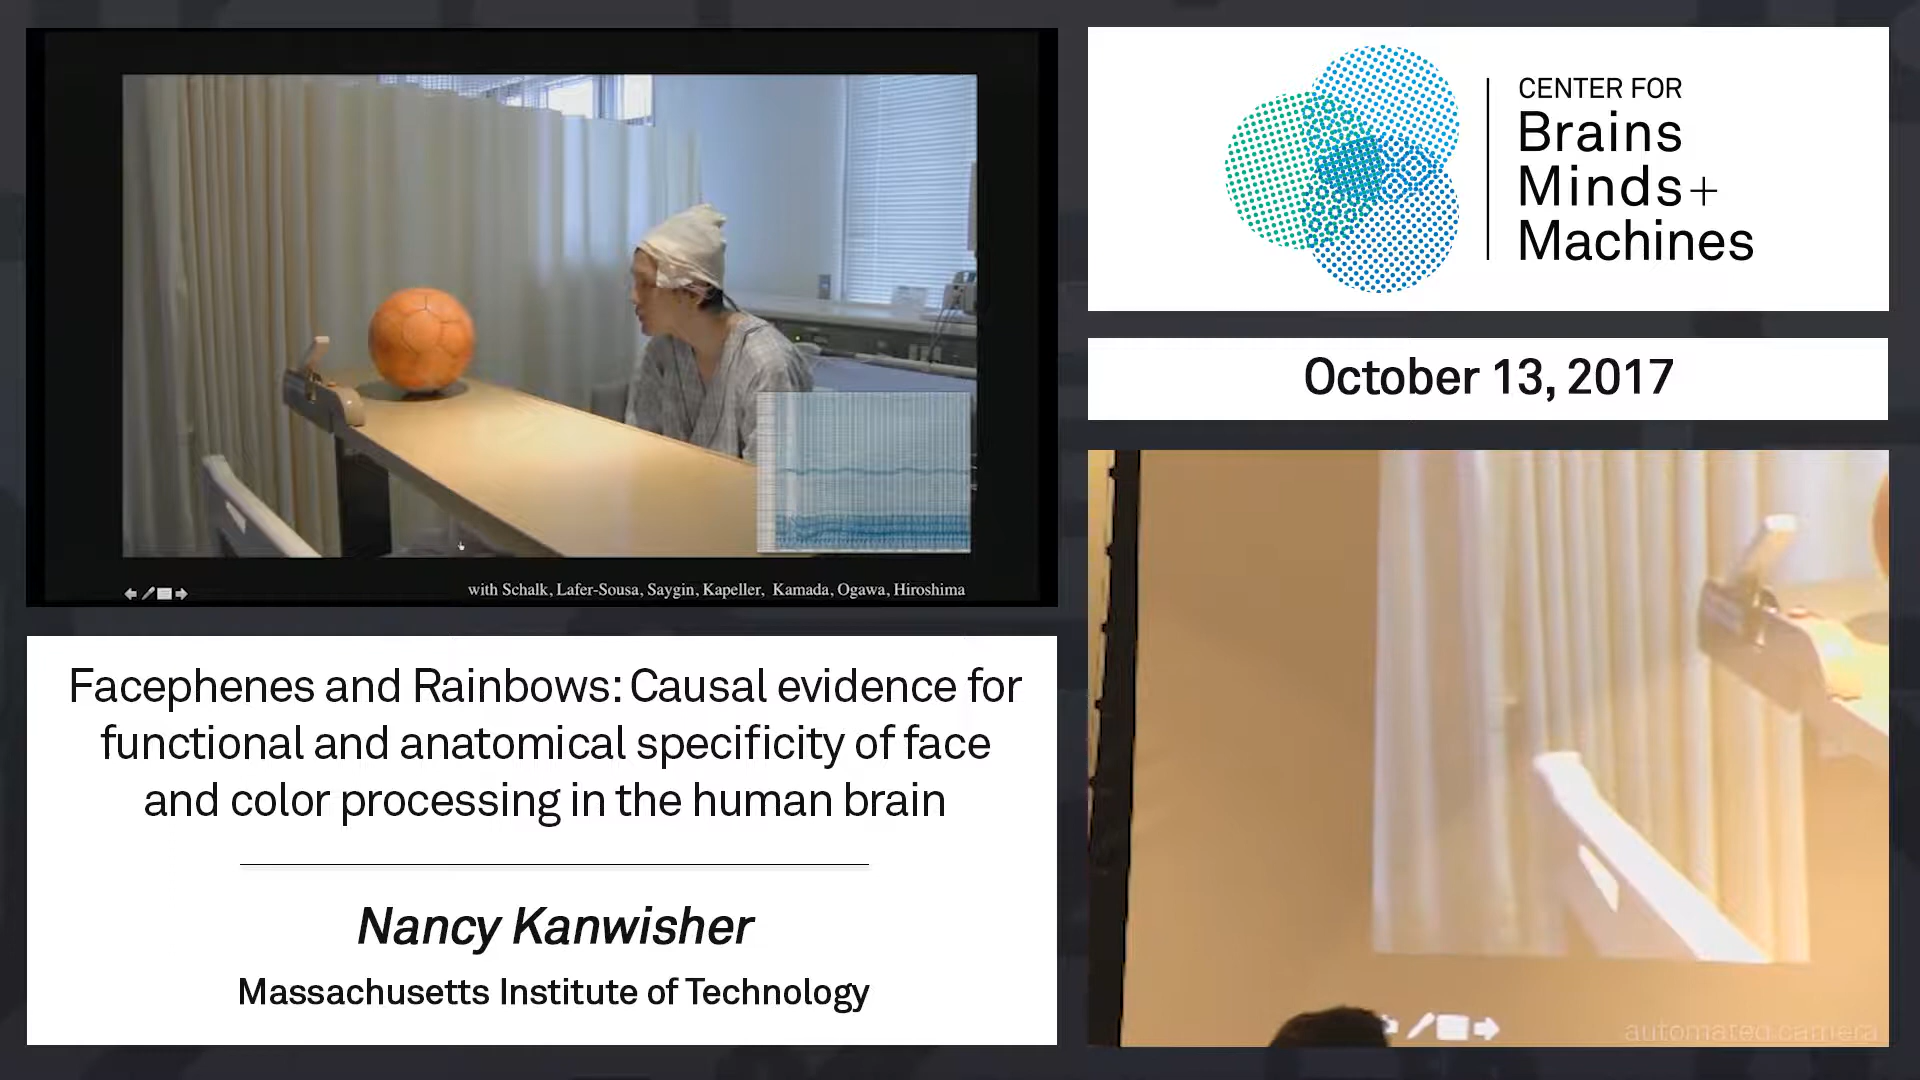 with Schalk, Lafer-Sousa, Saygin, Kapeller, Kamada, Ogawa, Hiroshima
CENTER FOR
Brains
Minds+
Machines
October 13, 2017
Facephenes and Rainbows: Causal evidence for
functional and anatomical specificity of face
and color processing in the human brain
Nancy Kanwisher
Massachusetts Institute of Technology
automated camera